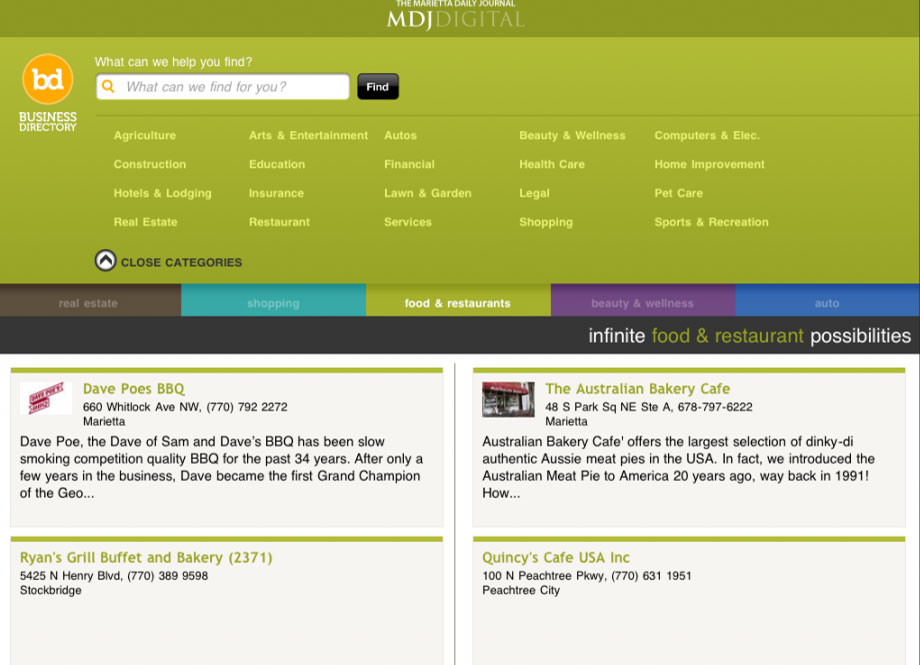 THE MARIETTA DAILY JOURNAL
MDJDIGITAL
bd
BUSINESS
DIRECTORY
What can we help you find?
What can we find for you?
Find
Agriculture Arts & Entertainment Autos Beauty & Wellness Computers & Elec.
Construction Education Financial Health Care Home Improvement
Hotels & Lodging Insurance Lawn & Garden Legal Pet Care
Real Estate Restaurant Services Shopping Sports & Recreation
CLOSE CATEGORIES
real estate shopping food & restaurants beauty & wellness auto
infinite food & restaurant possibilities
DAVE POE'S
Dave Poes BBQ
660 Whitlock Ave NW, (770) 792 2272
Marietta
Dave Poe, the Dave of Sam and Dave's BBQ has been slow
smoking competition quality BBQ for the past 34 years. After only a
few years in the business, Dave became the first Grand Champion
of the Geo...
The Australian Bakery Cafe
48 S Park Sq NE Ste A, 678-797-6222
Marietta
Australian Bakery Cafe' offers the largest selection of dinky-di
authentic Aussie meat pies in the USA. In fact, we introduced the
Australian Meat Pie to America 20 years ago, way back in 1991!
How...
Ryan's Grill Buffet and Bakery (2371)
5425 N Henry Blvd, (770) 389 9598
Stockbridge
Quincy's Cafe USA Inc
100 N Peachtree Pkwy, (770) 631 1951
Peachtree City